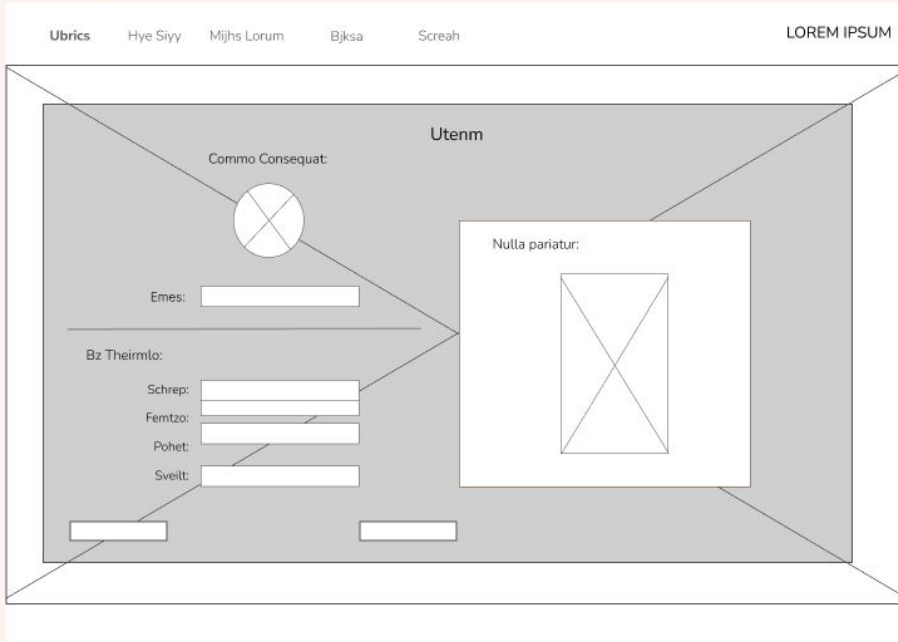 Ubrics Hye Siyy Mijhs Lorum Bjksa Screah LOREM IPSUM
Utenm
Commo Consequat:
Emes:
Bz Theirmlo:
Schrep:
Femtzo:
Pohet:
Sveilt:
Nulla pariatur: